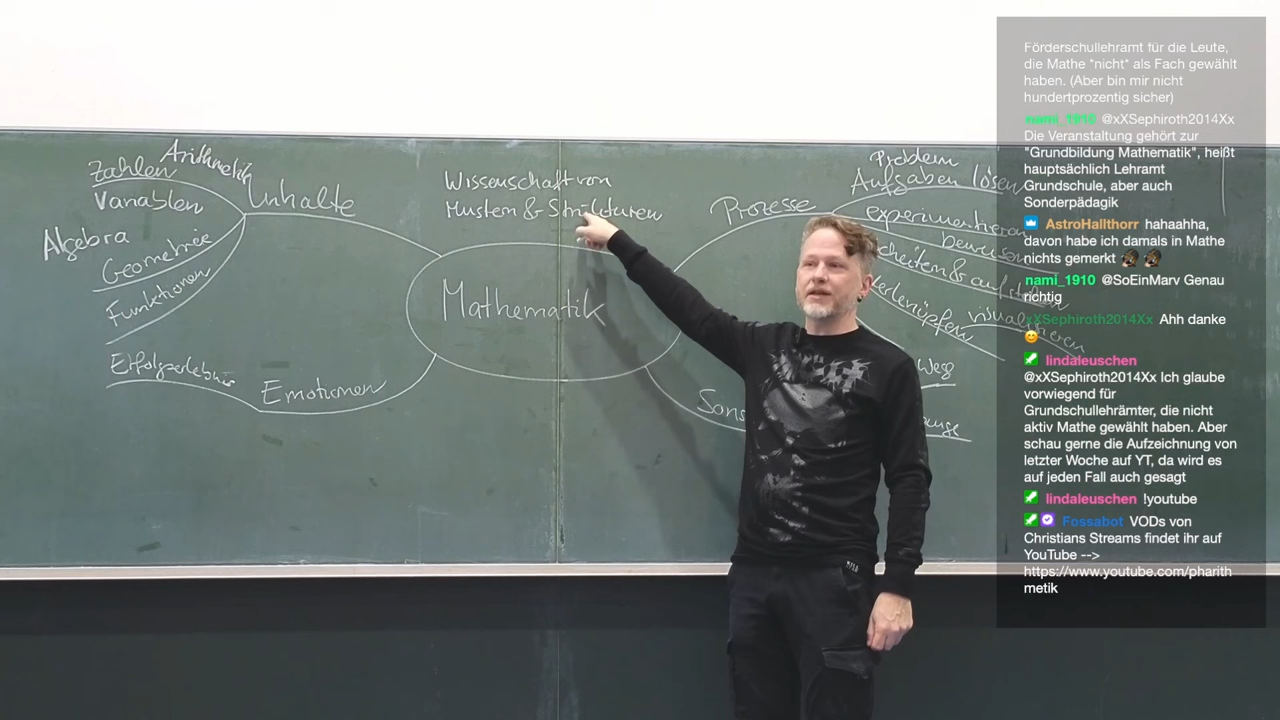 Zahlen
Arithmetik
Variablen
Inhalte
Algebra
Geometrie
Funktionen
Erfolgserlebnis
Emotionen
Wissenschaft von
Mustern & Strukturen
Mathematik
Prozesse
Problem
Aufgaben lösen
experimentieren
beweisen
scheitern & aufstehen
visualisieren
Weg
Sons
Förderschullehramt für die Leute,
die Mathe *nicht* als Fach gewählt
haben. (Aber bin mir nicht
hundertprozentig sicher)
nami_1910 @xXSephiroth2014Xx
Die Veranstaltung gehört zur
"Grundbildung Mathematik", heißt
hauptsächlich Lehramt
Grundschule, aber auch
Sonderpädagik
AstroHallthorr hahaahha,
davon habe ich damals in Mathe
nichts gemerkt
nami_1910 @SoEinMarv Genau
richtig
xXSephiroth2014Xx Ahh danke
lindaleuschen
@xXSephiroth2014Xx Ich glaube
vorwiegend für
Grundschullehrämter, die nicht
aktiv Mathe gewählt haben. Aber
schau gerne die Aufzeichnung von
letzter Woche auf YT, da wird es
auf jeden Fall auch gesagt
lindaleuschen !youtube
Fossabot VODs von
Christians Streams findet ihr auf
YouTube -->
https://www.youtube.com/pharith
metik